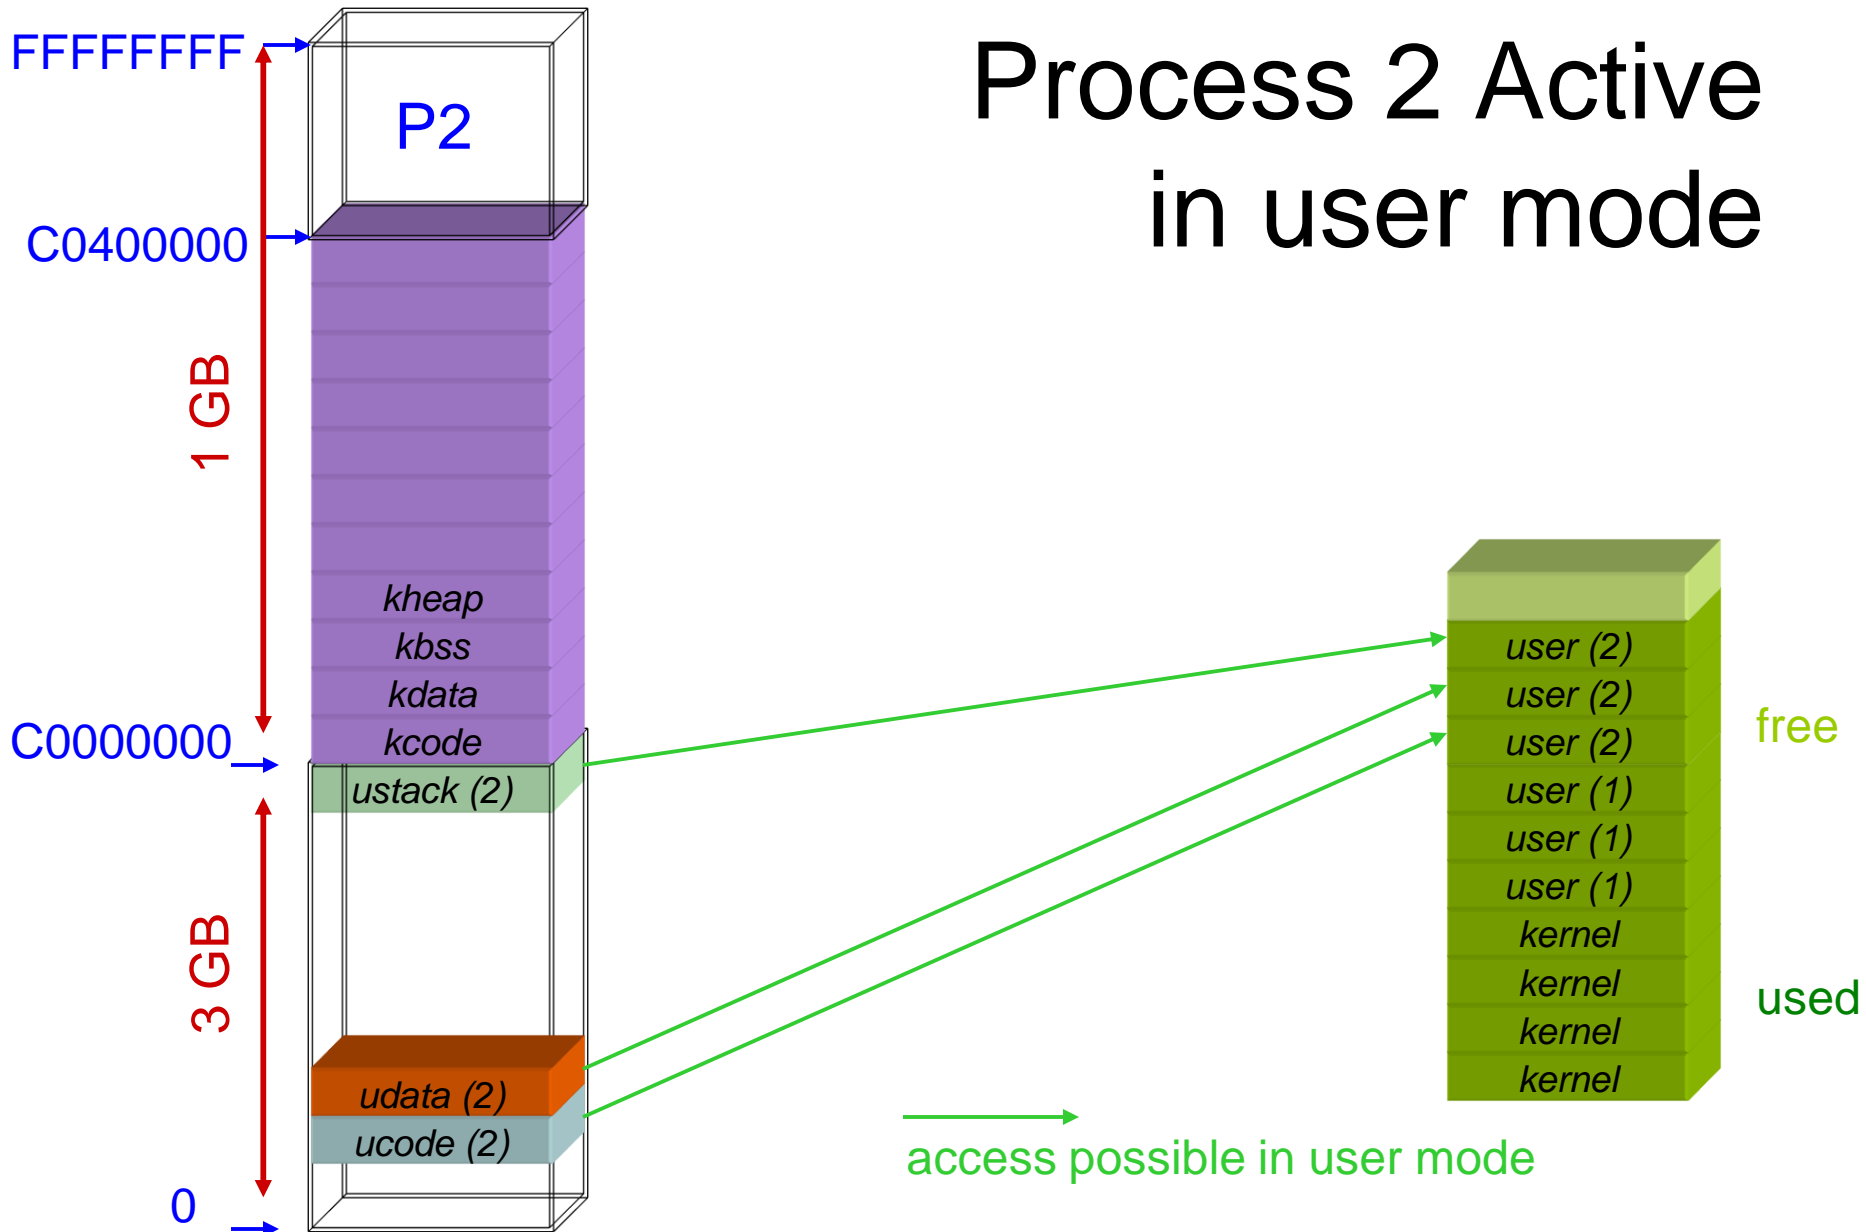 Process 2 Active
in user mode
FFFFFFFF
P2
C0400000
1 GB
kheap
kbss
kdata
kcode
C0000000
ustack (2)
3 GB
udata (2)
ucode (2)
0
user (2)
user (2)
user (2)
user (1)
user (1)
user (1)
kernel
kernel
kernel
kernel
free
used
access possible in user mode